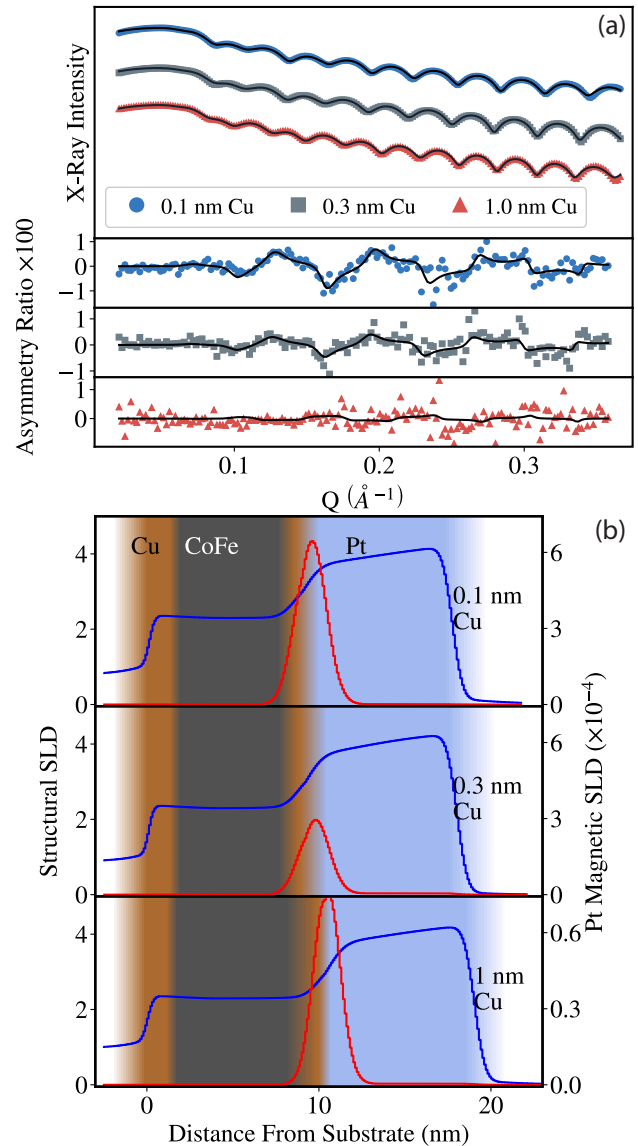 (a)
X-Ray Intensity
0.1 nm Cu 0.3 nm Cu 1.0 nm Cu
Asymmetry Ratio ×100
1
0
−1
1
0
−1
1
0
0.1 0.2 0.3
Q (Å⁻¹)
(b)
Cu CoFe Pt
4
2
0
6
3
0
0.1 nm
Cu
Structural SLD
4
2
0
6
3
0
0.3 nm
Cu
Pt Magnetic SLD (×10⁻⁴)
4
2
0
0.6
0.3
0.0
1 nm
Cu
0 10 20
Distance From Substrate (nm)